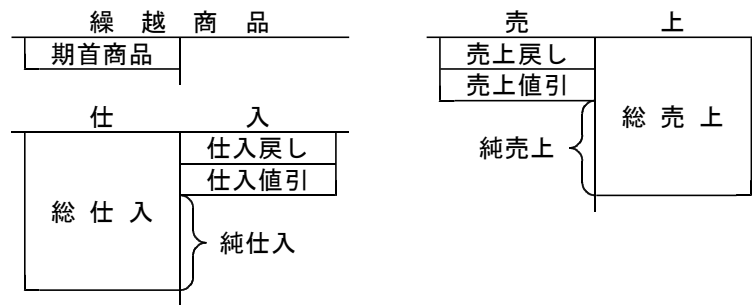 繰越商品
期首商品
仕入
仕入戻し
仕入値引
総仕入
純仕入
売上
売上戻し
売上値引
総売上
純売上